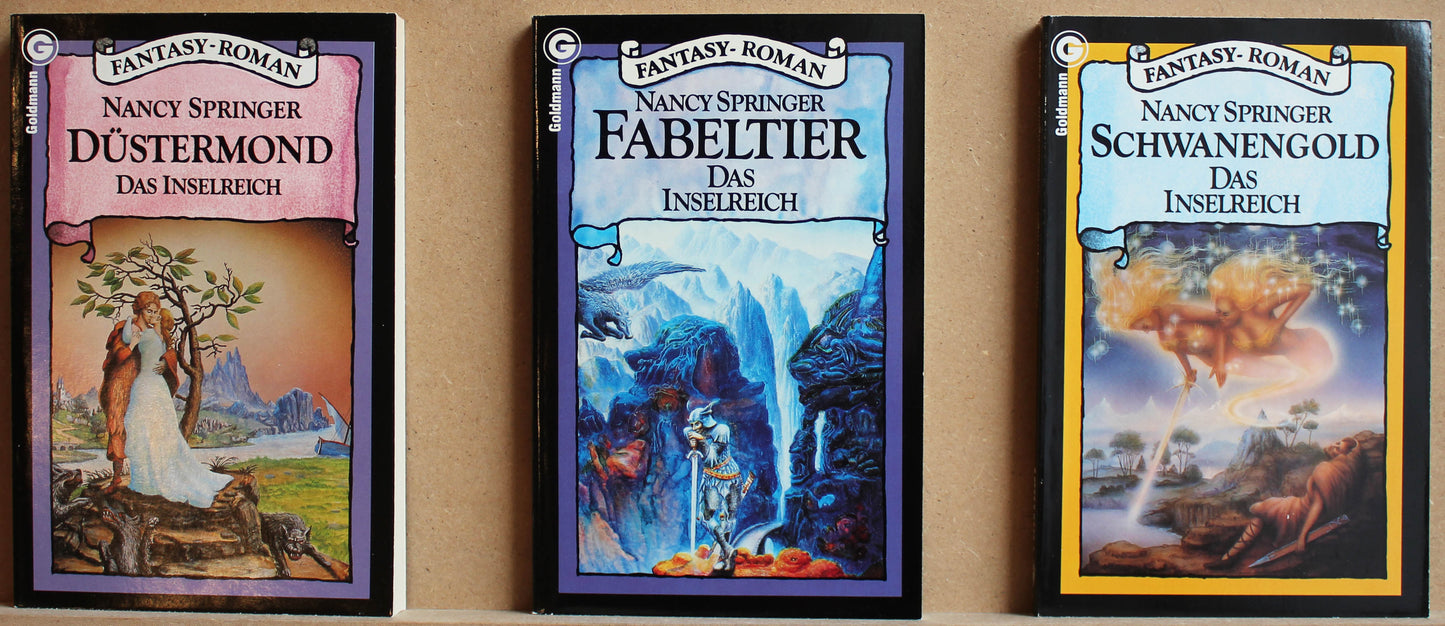 G
Goldmann
FANTASY-ROMAN
NANCY SPRINGER
DÜSTERMOND
DAS INSELREICH
G
Goldmann
FANTASY-ROMAN
NANCY SPRINGER
FABELTIER
DAS
INSELREICH
G
Goldmann
FANTASY-ROMAN
NANCY SPRINGER
SCHWANENGOLD
DAS
INSELREICH